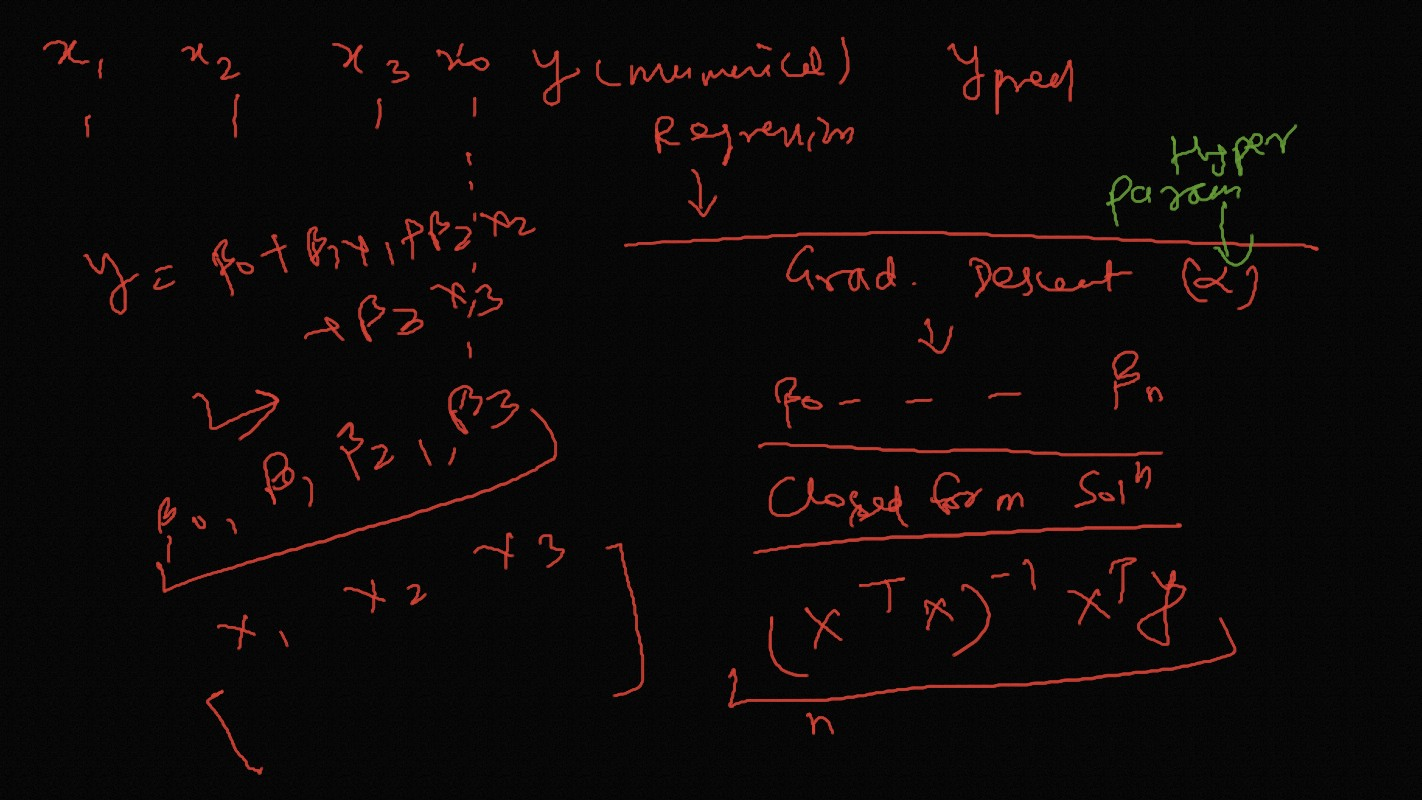 x₁ x₂ x₃ x₀ y (numerical) y pred
Regression
Hyper
param
y = β₀ + β₁x₁ + β₂x₂
+ β₃x₃
Grad. Descent (α)
β₀ - - - βₙ
β₀, β₁, β₂, β₃
Closed form Solⁿ
x₁ x₂ x₃
(XᵀX)⁻¹ Xᵀy
n